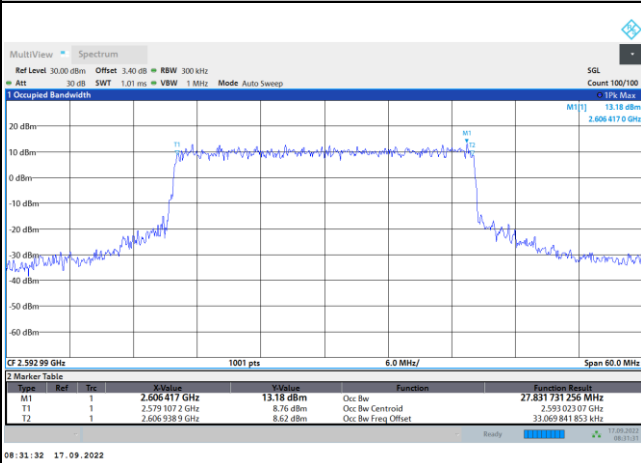 MultiView Spectrum
Ref Level 30.00 dBm Offset 3.40 dB RBW 300 kHz SGL
Att 30 dB SWT 1.01 ms VBW 1 MHz Mode Auto Sweep Count 100/100
1 Occupied Bandwidth 1Pk Max
M1[1] 13.18 dBm
2.606 417 0 GHz
M1
T1
T2
20 dBm
10 dBm
0 dBm
-10 dBm
-20 dBm
-30 dBm
-40 dBm
-50 dBm
-60 dBm
CF 2.592 99 GHz 1001 pts 6.0 MHz/ Span 60.0 MHz
2 Marker Table
Type Ref Trc X-Value Y-Value Function Function Result
M1 1 2.606 417 GHz 13.18 dBm Occ Bw 27.831 731 256 MHz
T1 1 2.579 107 2 GHz 8.76 dBm Occ Bw Centroid 2.593 023 07 GHz
T2 1 2.606 938 9 GHz 8.62 dBm Occ Bw Freq Offset 33.069 841 853 kHz
Ready 17.09.2022
08:31:31
08:31:32 17.09.2022